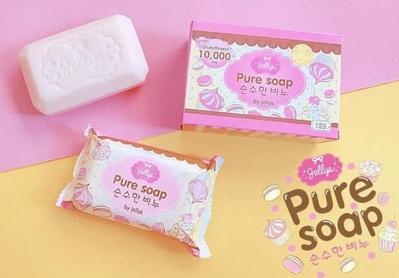 Jellys
Glutathione
10,000
Pure soap
순수한 비누
by jellys
Jellys
Pure soap
순수한 비누
by jellys
Jellys
Pure
soap
순수한 비누